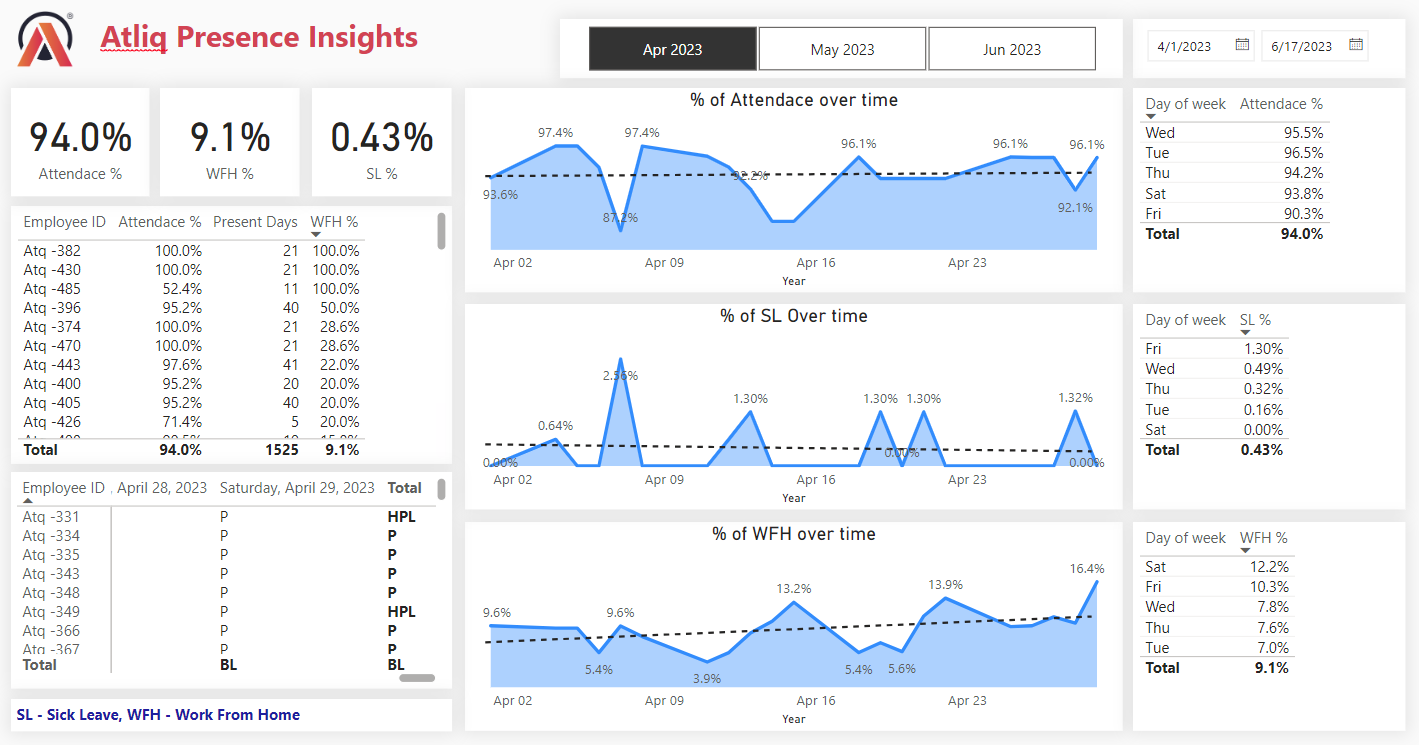 Atliq Presence Insights
Apr 2023 May 2023 Jun 2023
4/1/2023 6/17/2023
94.0%
Attendace %
9.1%
WFH %
0.43%
SL %
Employee ID Attendace % Present Days WFH %
Atq -382 100.0% 21 100.0%
Atq -430 100.0% 21 100.0%
Atq -485 52.4% 11 100.0%
Atq -396 95.2% 40 50.0%
Atq -374 100.0% 21 28.6%
Atq -470 100.0% 21 28.6%
Atq -443 97.6% 41 22.0%
Atq -400 95.2% 20 20.0%
Atq -405 95.2% 40 20.0%
Atq -426 71.4% 5 20.0%
Total 94.0% 1525 9.1%
Employee ID April 28, 2023 Saturday, April 29, 2023 Total
Atq -331 P HPL
Atq -334 P P
Atq -335 P P
Atq -343 P P
Atq -348 P P
Atq -349 P HPL
Atq -366 P P
Atq -367 P P
Total BL BL
SL - Sick Leave, WFH - Work From Home
% of Attendace over time
97.4% 97.4% 96.1% 96.1% 96.1%
93.6% 87.2% 92.2% 92.1%
Apr 02 Apr 09 Apr 16 Apr 23
Year
% of SL Over time
2.56%
0.64% 1.30% 1.30% 1.30% 1.32%
0.00% 0.00% 0.00%
Apr 02 Apr 09 Apr 16 Apr 23
Year
% of WFH over time
9.6% 9.6% 13.2% 13.9% 16.4%
5.4% 3.9% 5.4% 5.6%
Apr 02 Apr 09 Apr 16 Apr 23
Year
Day of week Attendace %
Wed 95.5%
Tue 96.5%
Thu 94.2%
Sat 93.8%
Fri 90.3%
Total 94.0%
Day of week SL %
Fri 1.30%
Wed 0.49%
Thu 0.32%
Tue 0.16%
Sat 0.00%
Total 0.43%
Day of week WFH %
Sat 12.2%
Fri 10.3%
Wed 7.8%
Thu 7.6%
Tue 7.0%
Total 9.1%